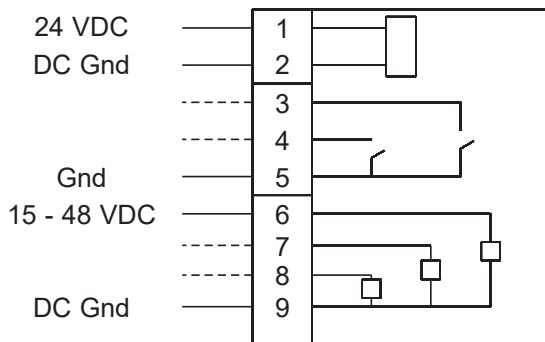 24 VDC 1
DC Gnd 2
3
4
Gnd 5
15 - 48 VDC 6
7
8
DC Gnd 9